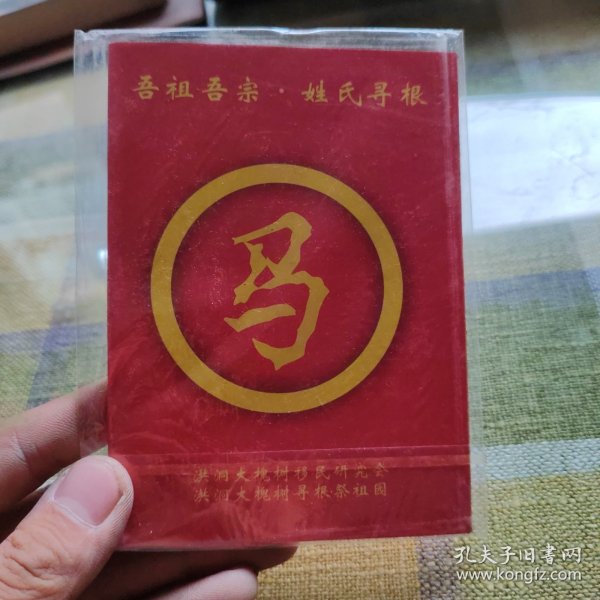 吾祖吾宗·姓氏寻根
马
洪洞大槐树移民研究会
洪洞大槐树寻根祭祖园
孔夫子旧书网
www.kongfz.com